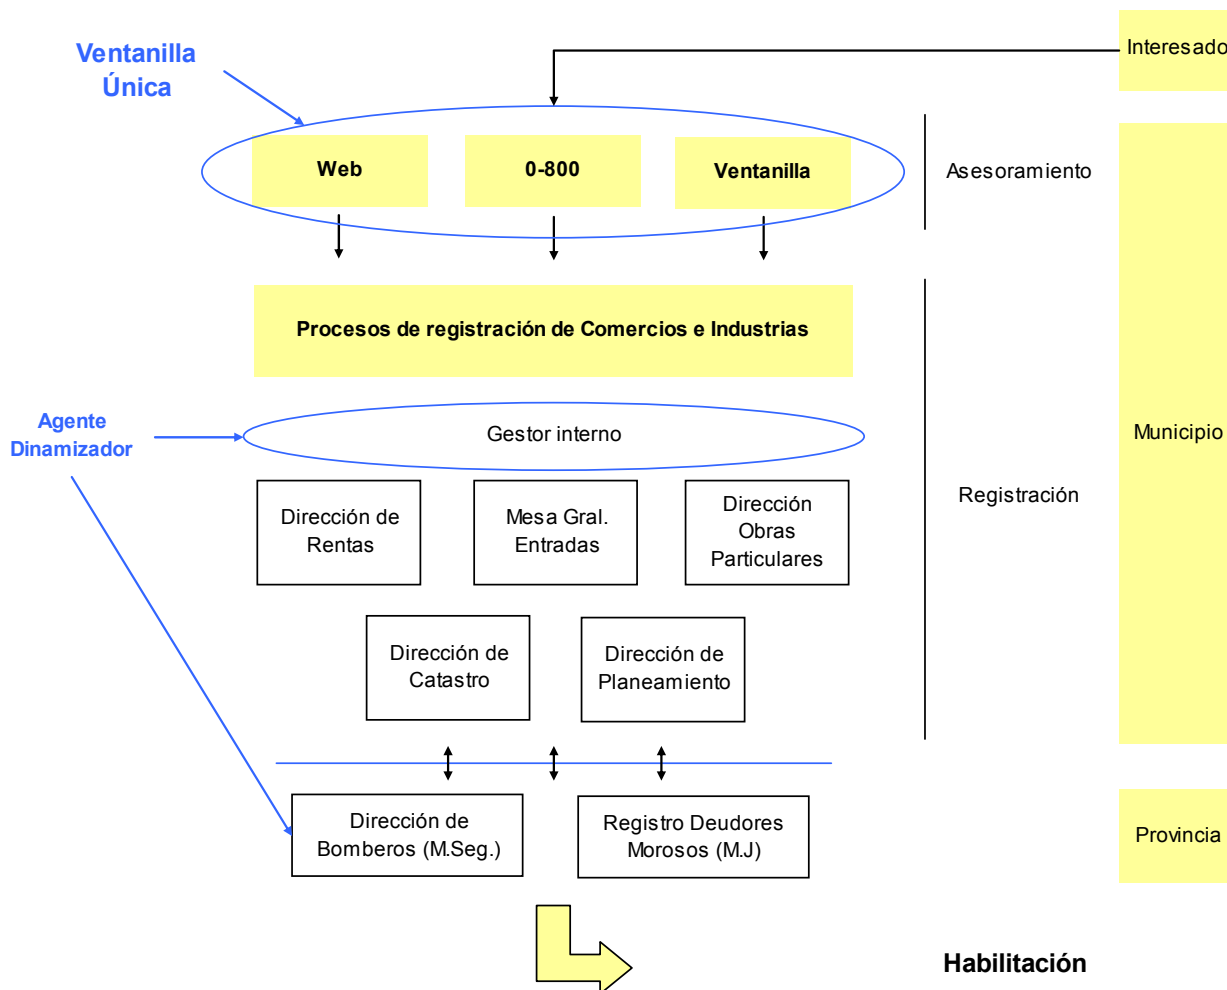 Interesado
Ventanilla
Única
Web
0-800
Ventanilla
Asesoramiento
Procesos de registración de Comercios e Industrias
Agente
Dinamizador
Gestor interno
Municipio
Registración
Dirección de
Rentas
Mesa Gral.
Entradas
Dirección
Obras
Particulares
Dirección de
Catastro
Dirección de
Planeamiento
Dirección de
Bomberos (M.Seg.)
Registro Deudores
Morosos (M.J)
Provincia
Habilitación